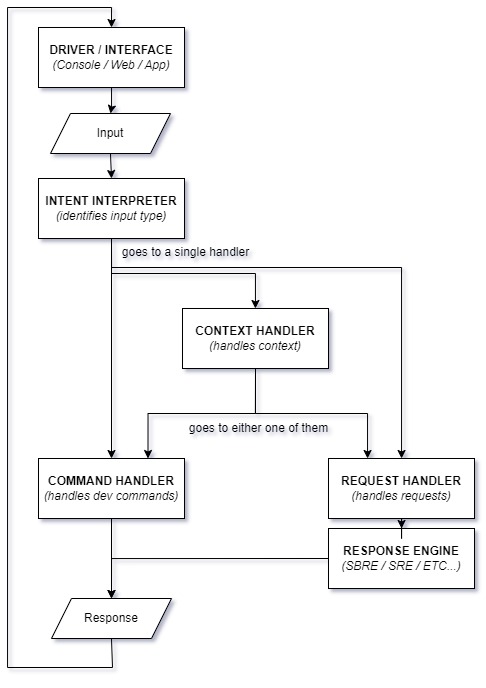 DRIVER / INTERFACE
(Console / Web / App)
Input
INTENT INTERPRETER
(identifies input type)
goes to a single handler
CONTEXT HANDLER
(handles context)
goes to either one of them
COMMAND HANDLER
(handles dev commands)
REQUEST HANDLER
(handles requests)
RESPONSE ENGINE
(SBRE / SRE / ETC...)
Response